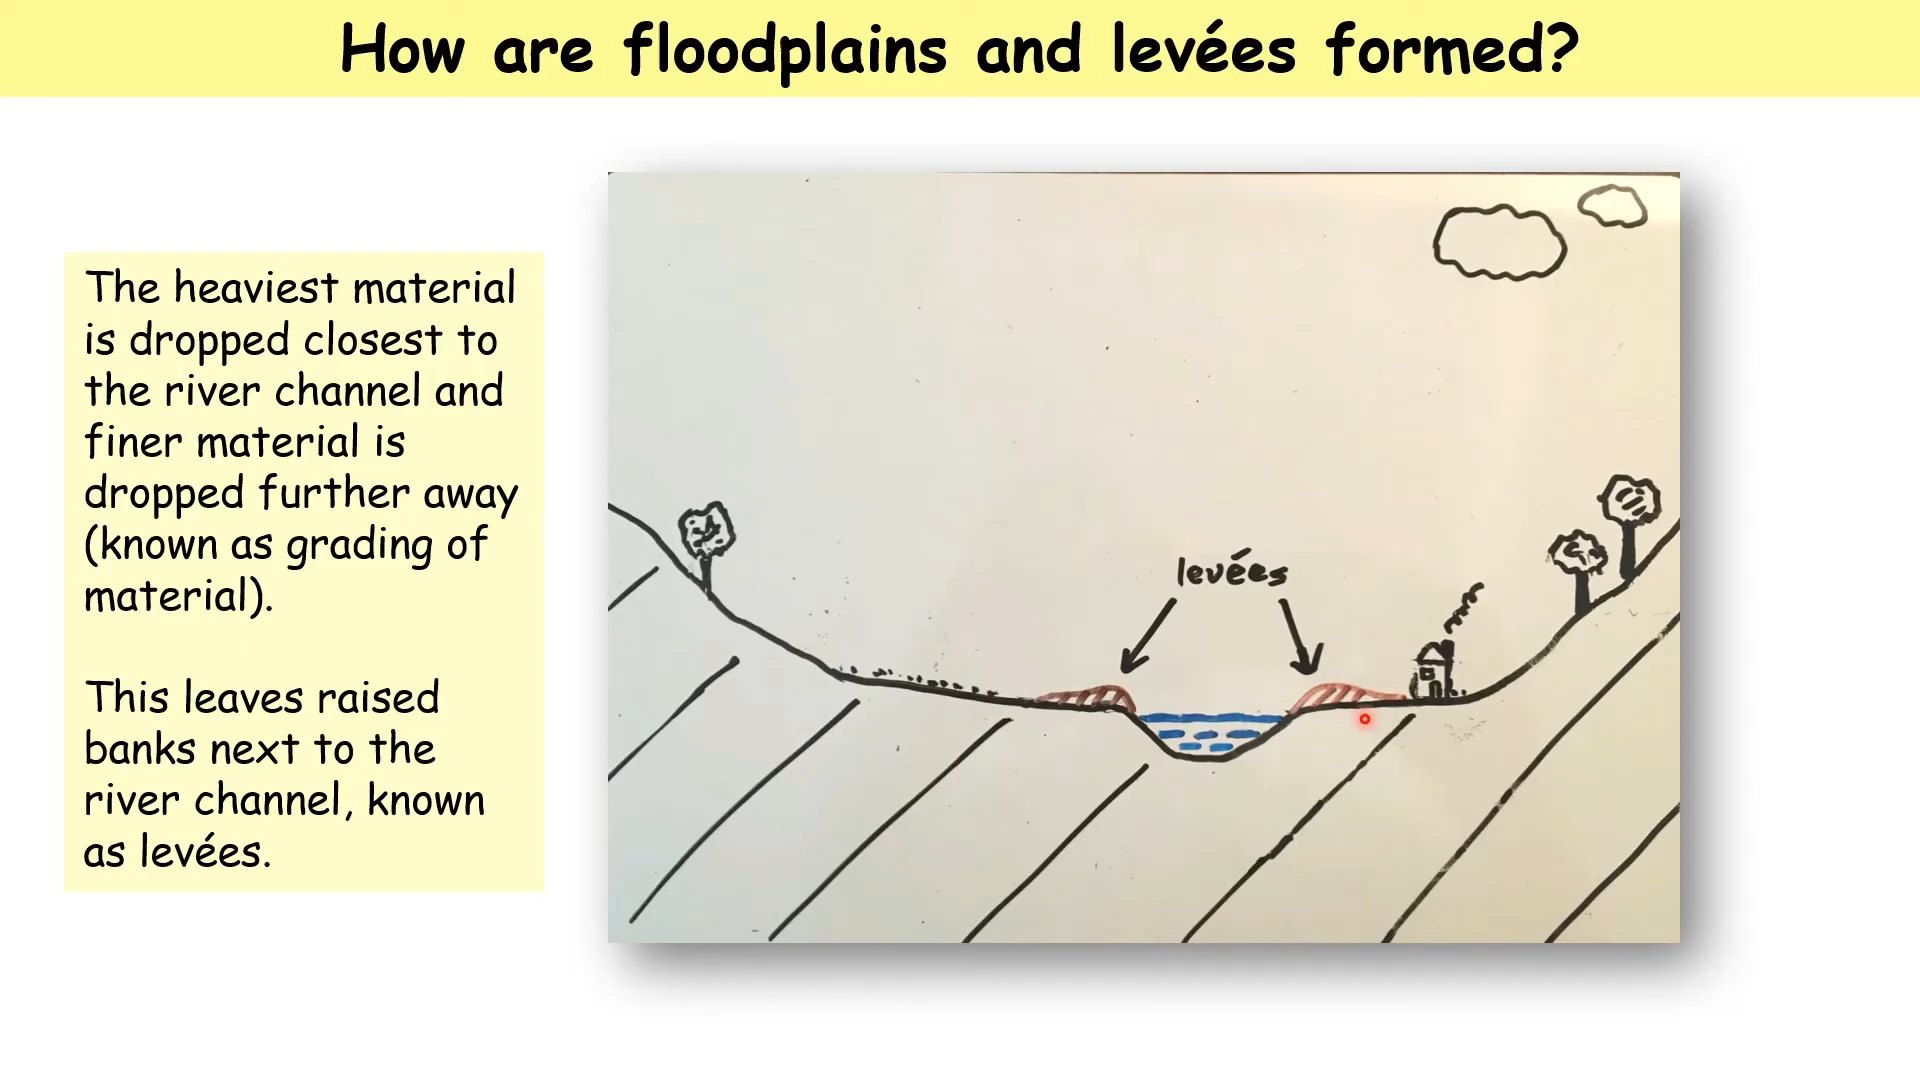 How are floodplains and levées formed?
The heaviest material
is dropped closest to
the river channel and
finer material is
dropped further away
(known as grading of
material).
This leaves raised
banks next to the
river channel, known
as levées.
levées